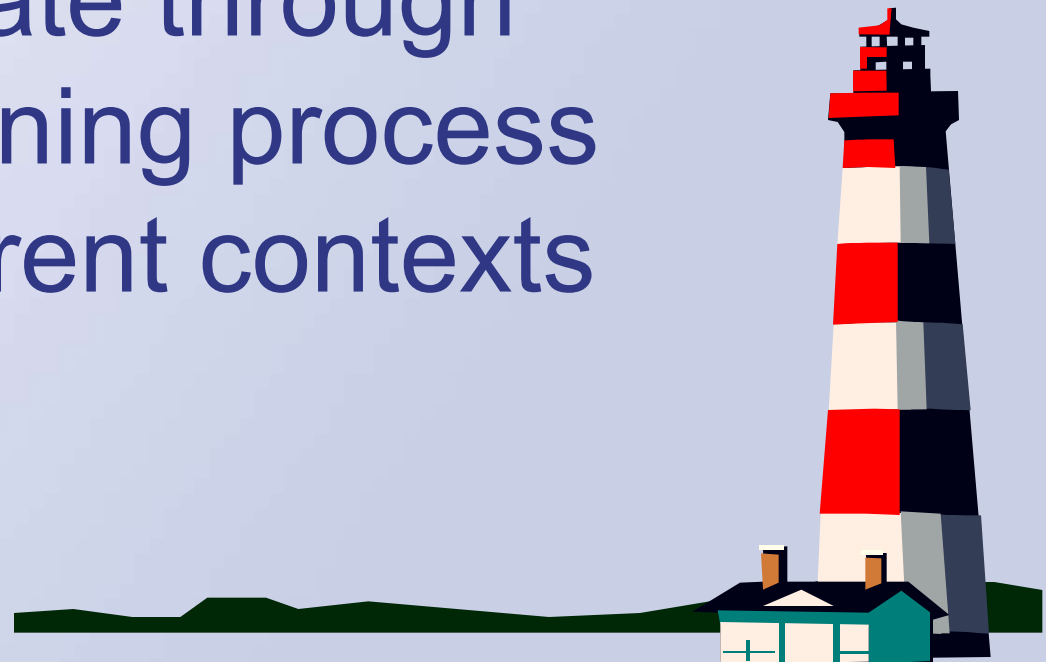 ate through
ning process
rent contexts